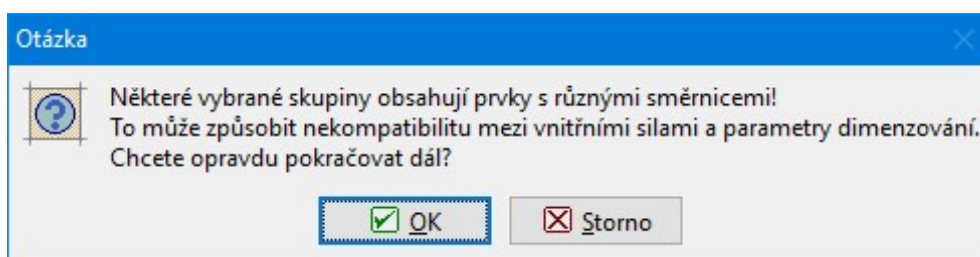 Otázka
Některé vybrané skupiny obsahují prvky s různými směrnicemi!
To může způsobit nekompatibilitu mezi vnitřními silami a parametry dimenzování.
Chcete opravdu pokračovat dál?
OK
Storno